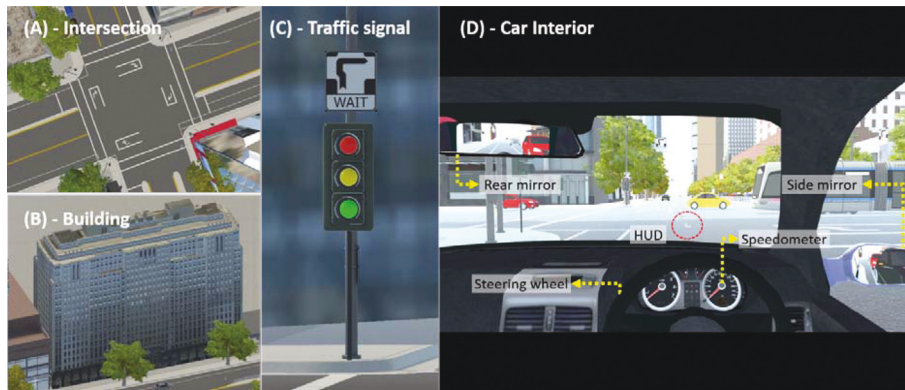 (A) - Intersection
(B) - Building
(C) - Traffic signal
WAIT
(D) - Car Interior
Rear mirror
Side mirror
HUD
Speedometer
Steering wheel